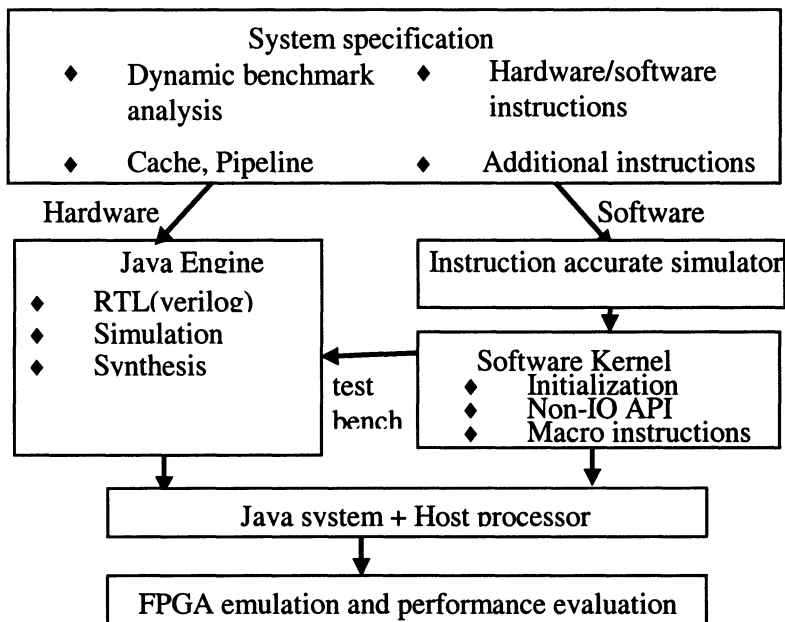 System specification
♦ Dynamic benchmark analysis
♦ Hardware/software instructions
♦ Cache, Pipeline
♦ Additional instructions
Hardware
Software
Java Engine
♦ RTL(verilog)
♦ Simulation
♦ Synthesis
Instruction accurate simulator
test
bench
Software Kernel
♦ Initialization
♦ Non-IO API
♦ Macro instructions
Java system + Host processor
FPGA emulation and performance evaluation